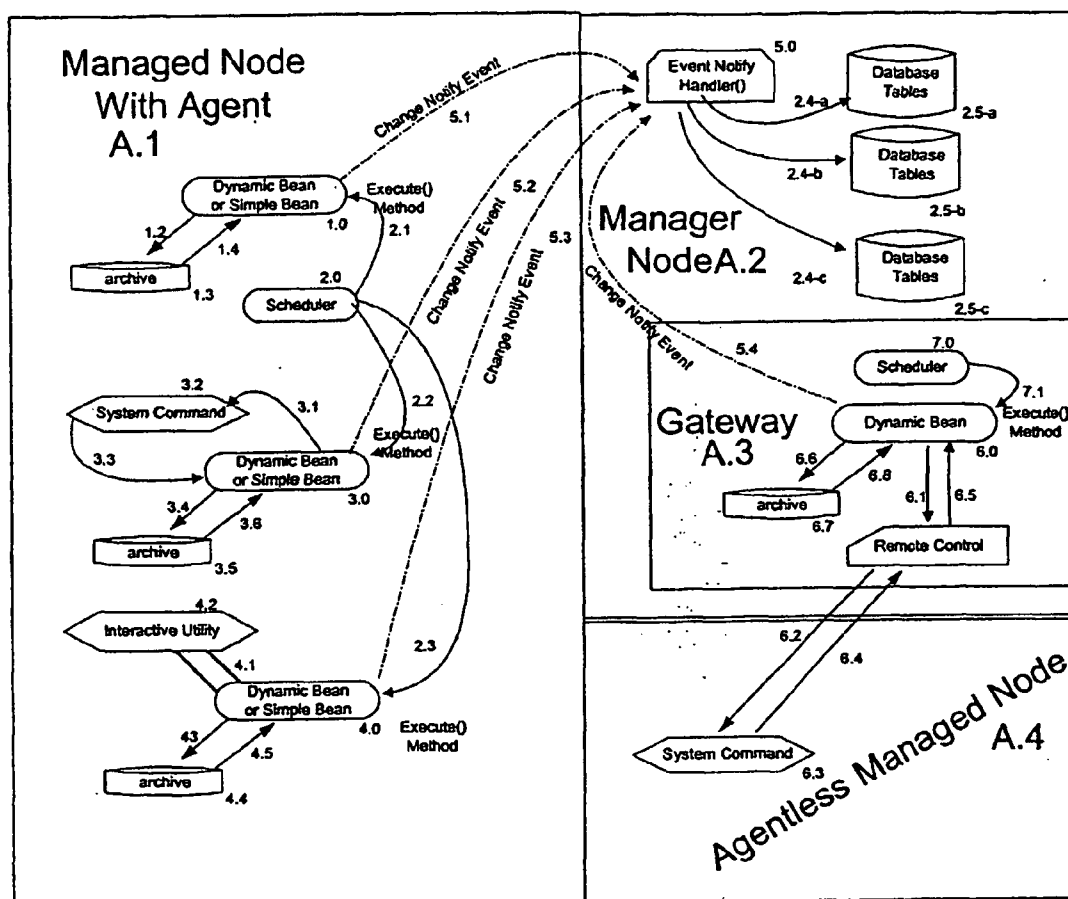 Managed Node
With Agent
A.1
Change Notify Event
5.1
Dynamic Bean
or Simple Bean
1.0
Execute()
Method
2.1
1.2
1.4
archive
1.3
2.0
Scheduler
5.2
Change Notify Event
5.3
Change Notify Event
3.2
System Command
3.1
3.3
2.2
Execute()
Method
Dynamic Bean
or Simple Bean
3.0
3.4
3.6
archive
3.5
4.2
Interactive Utility
4.1
2.3
Dynamic Bean
or Simple Bean
4.0
Execute()
Method
43
4.5
archive
4.4
5.0
Event Notify
Handler()
2.4-a
Database
Tables
2.5-a
2.4-b
Database
Tables
2.5-b
Manager
NodeA.2
2.4-c
Database
Tables
2.5-c
Change Notify Event
5.4
7.0
Scheduler
7.1
Execute()
Method
Gateway
A.3
Dynamic Bean
6.0
6.6
6.8
archive
6.7
6.1
6.5
Remote Control
6.2
6.4
System Command
6.3
Agentless Managed Node
A.4